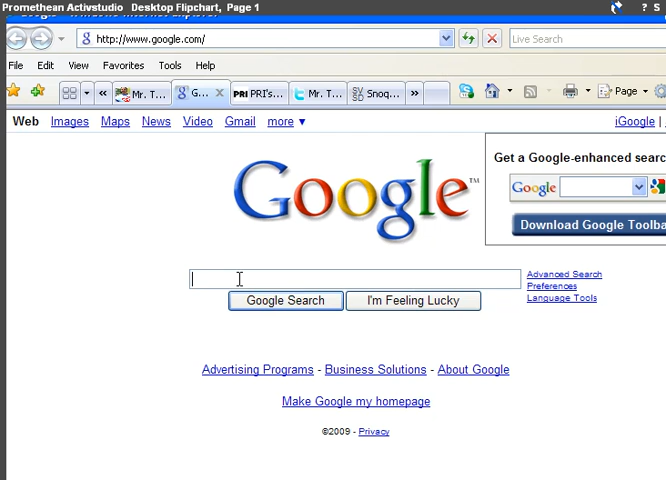 Promethean Activstudio Desktop Flipchart, Page 1
http://www.google.com/
Live Search
File Edit View Favorites Tools Help
« Mr. T... G... PRI PRI's... Mr. T... Snoq... » Page
Web Images Maps News Video Gmail more ▼
iGoogle |
Get a Google-enhanced searc
Google
Download Google Toolba
Google™
Advanced Search
Preferences
Language Tools
Google Search I'm Feeling Lucky
Advertising Programs - Business Solutions - About Google
Make Google my homepage
©2009 - Privacy